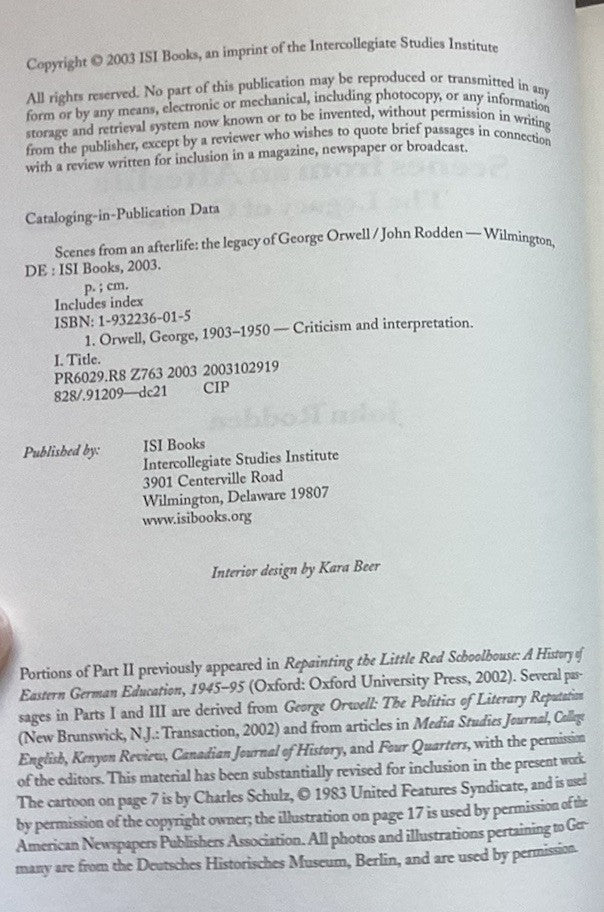 Copyright © 2003 ISI Books, an imprint of the Intercollegiate Studies Institute
All rights reserved. No part of this publication may be reproduced or transmitted in any
form or by any means, electronic or mechanical, including photocopy, or any information
storage and retrieval system now known or to be invented, without permission in writing
from the publisher, except by a reviewer who wishes to quote brief passages in connection
with a review written for inclusion in a magazine, newspaper or broadcast.
Cataloging-in-Publication Data
Scenes from an afterlife: the legacy of George Orwell / John Rodden — Wilmington,
DE : ISI Books, 2003.
p. ; cm.
Includes index
ISBN: 1-932236-01-5
1. Orwell, George, 1903–1950 — Criticism and interpretation.
I. Title.
PR6029.R8 Z763 2003 2003102919
828/.91209—dc21 CIP
Published by: ISI Books
Intercollegiate Studies Institute
3901 Centerville Road
Wilmington, Delaware 19807
www.isibooks.org
Interior design by Kara Beer
Portions of Part II previously appeared in Repainting the Little Red Schoolhouse: A History of
Eastern German Education, 1945–95 (Oxford: Oxford University Press, 2002). Several pas-
sages in Parts I and III are derived from George Orwell: The Politics of Literary Reputation
(New Brunswick, N.J.: Transaction, 2002) and from articles in Media Studies Journal, College
English, Kenyon Review, Canadian Journal of History, and Four Quarters, with the permission
of the editors. This material has been substantially revised for inclusion in the present work.
The cartoon on page 7 is by Charles Schulz, © 1983 United Features Syndicate, and is used
by permission of the copyright owner; the illustration on page 17 is used by permission of the
American Newspapers Publishers Association. All photos and illustrations pertaining to Ger-
many are from the Deutsches Historisches Museum, Berlin, and are used by permission.